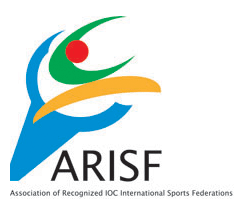 ARISF
Association of Recognized IOC International Sports Federations